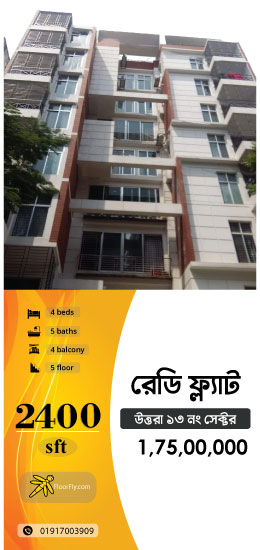 4 beds
5 baths
4 balcony
5 floor
2400
sft
FloorFly.com
01917003909
রেডি ফ্ল্যাট
উত্তরা ১৩ নং সেক্টর
1,75,00,000